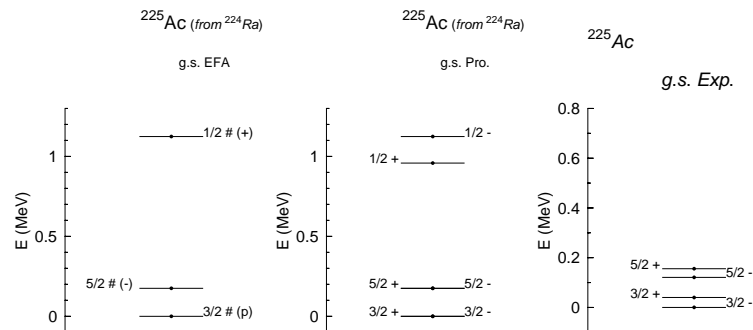 ²²⁵Ac (from ²²⁴Ra)
g.s. EFA
E (MeV)
1
0.5
0
1/2 # (+)
5/2 # (-)
3/2 # (p)
²²⁵Ac (from ²²⁴Ra)
g.s. Pro.
E (MeV)
1
0.5
0
1/2 -
1/2 +
5/2 + 5/2 -
3/2 + 3/2 -
²²⁵Ac
g.s. Exp.
E (MeV)
0.8
0.6
0.4
0.2
0
5/2 +
5/2 -
3/2 +
3/2 -